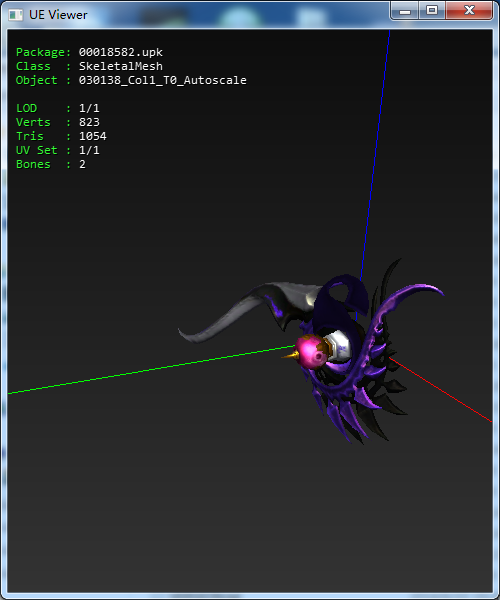 UE Viewer
Package: 00018582.upk
Class : SkeletalMesh
Object : 030138_Col1_T0_Autoscale
LOD : 1/1
Verts : 823
Tris : 1054
UV Set : 1/1
Bones : 2